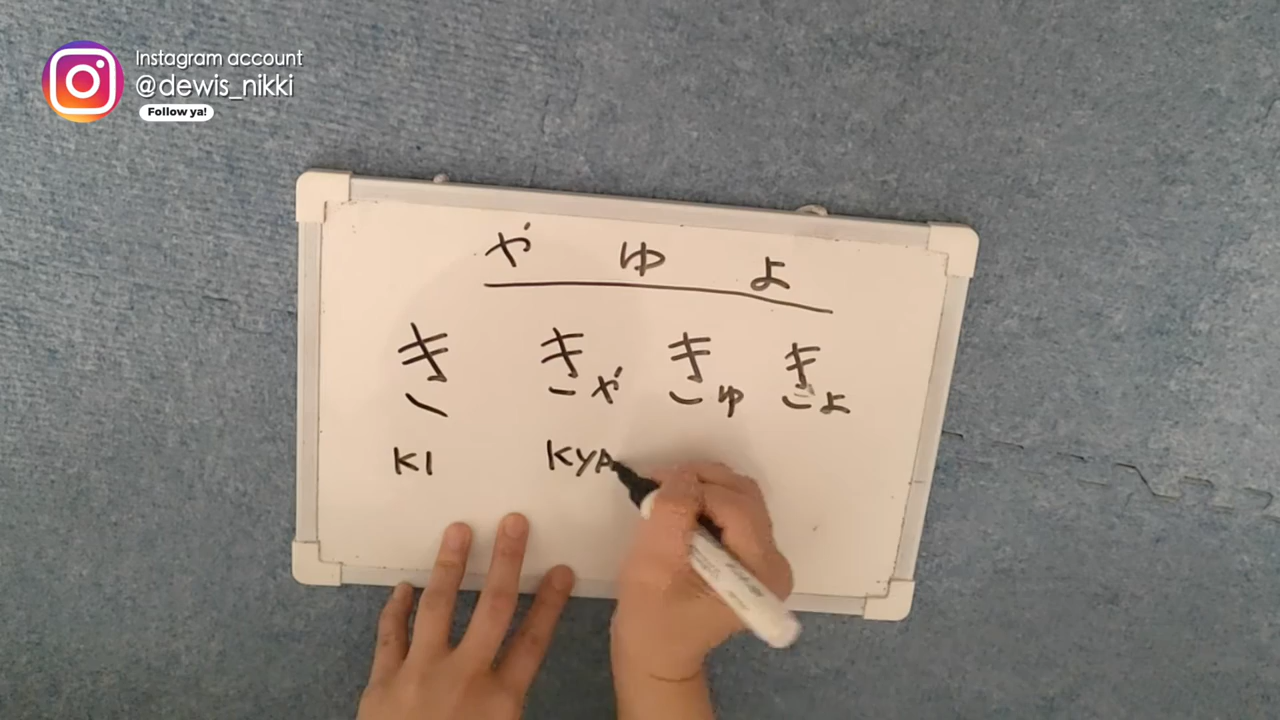 Instagram account
@dewis_nikki
Follow ya!
や ゆ よ
き きゃ きゅ きょ
KI KYA